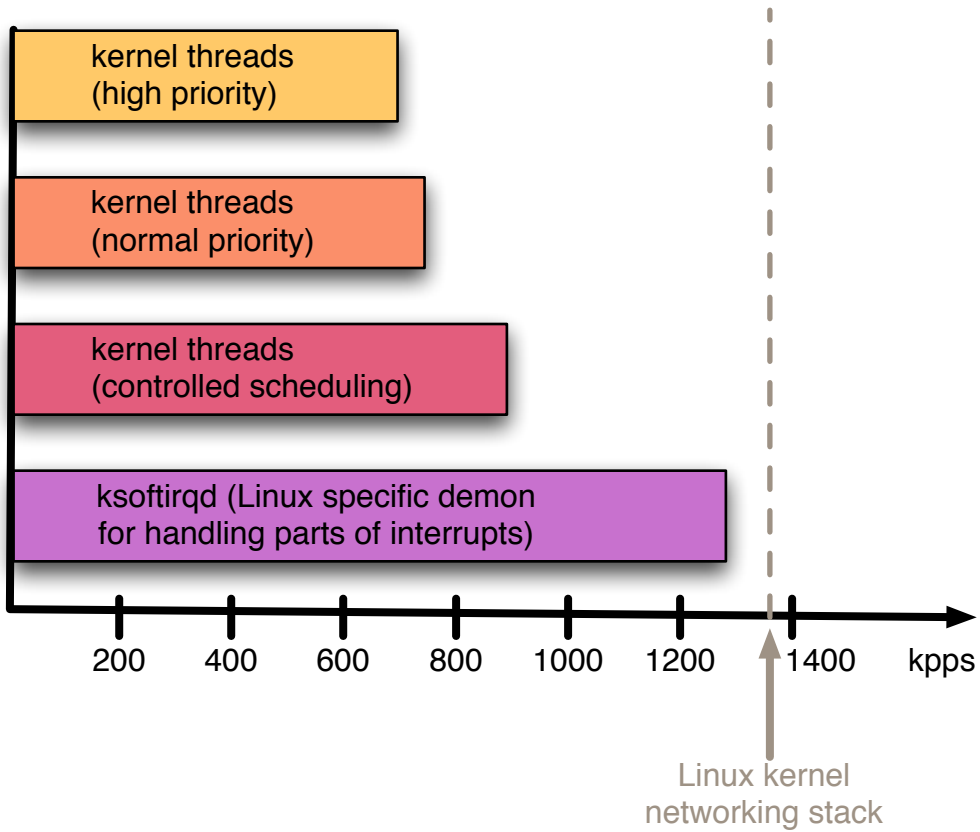 kernel threads
(high priority)
kernel threads
(normal priority)
kernel threads
(controlled scheduling)
ksoftirqd (Linux specific demon
for handling parts of interrupts)
200 400 600 800 1000 1200 1400 kpps
Linux kernel
networking stack